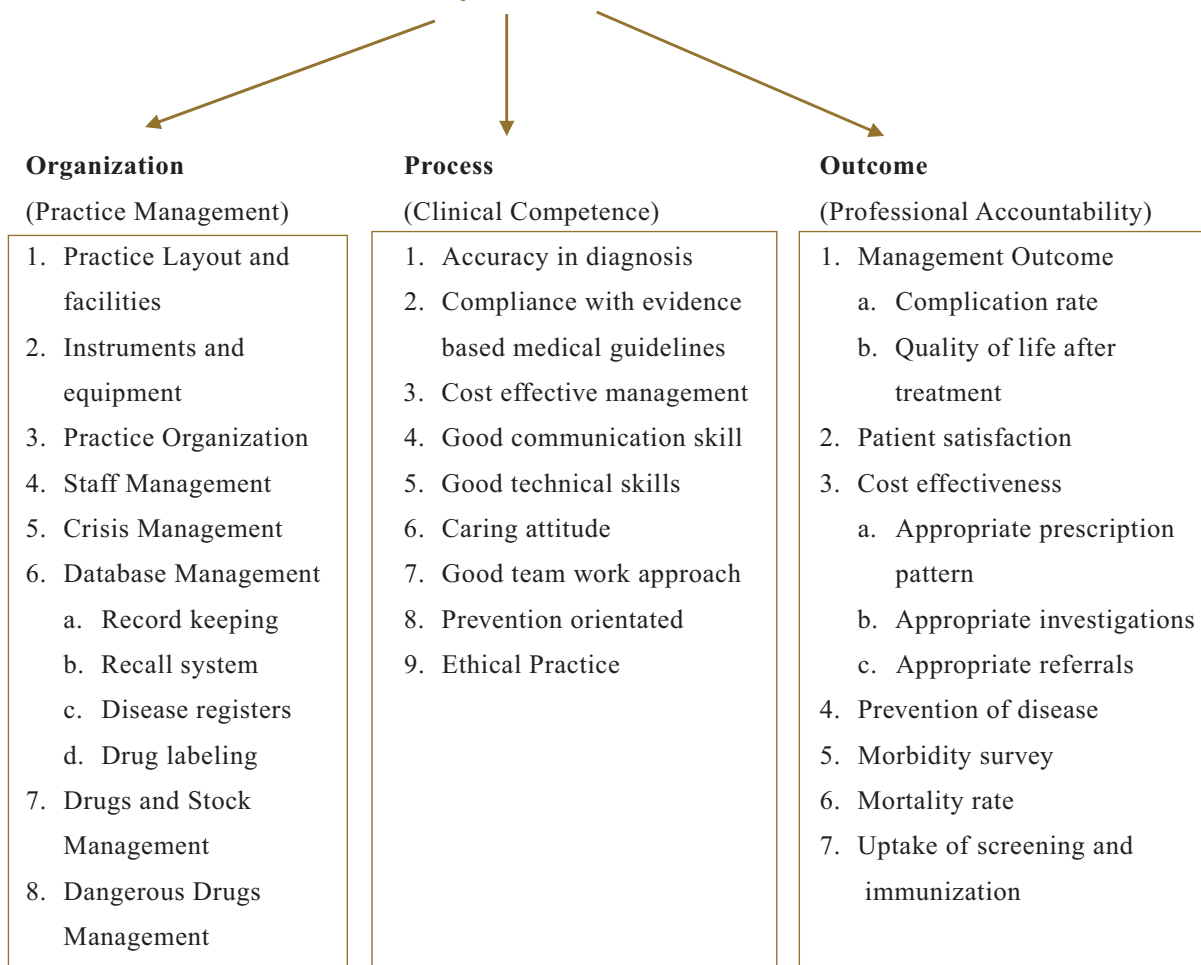 Organization
(Practice Management)
1. Practice Layout and
facilities
2. Instruments and
equipment
3. Practice Organization
4. Staff Management
5. Crisis Management
6. Database Management
a. Record keeping
b. Recall system
c. Disease registers
d. Drug labeling
7. Drugs and Stock
Management
8. Dangerous Drugs
Management
Process
(Clinical Competence)
1. Accuracy in diagnosis
2. Compliance with evidence
based medical guidelines
3. Cost effective management
4. Good communication skill
5. Good technical skills
6. Caring attitude
7. Good team work approach
8. Prevention orientated
9. Ethical Practice
Outcome
(Professional Accountability)
1. Management Outcome
a. Complication rate
b. Quality of life after
treatment
2. Patient satisfaction
3. Cost effectiveness
a. Appropriate prescription
pattern
b. Appropriate investigations
c. Appropriate referrals
4. Prevention of disease
5. Morbidity survey
6. Mortality rate
7. Uptake of screening and
immunization